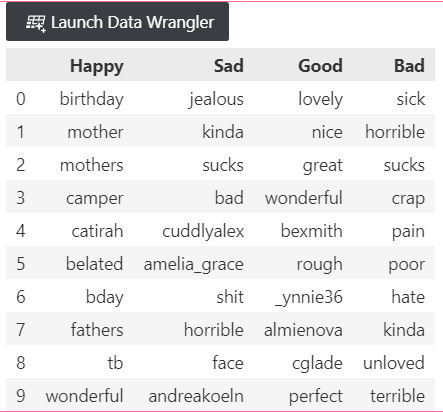 Launch Data Wrangler
Happy Sad Good Bad
0 birthday jealous lovely sick
1 mother kinda nice horrible
2 mothers sucks great sucks
3 camper bad wonderful crap
4 catirah cuddlyalex bexmith pain
5 belated amelia_grace rough poor
6 bday shit _ynnie36 hate
7 fathers horrible almienova kinda
8 tb face cglade unloved
9 wonderful andreakoeln perfect terrible